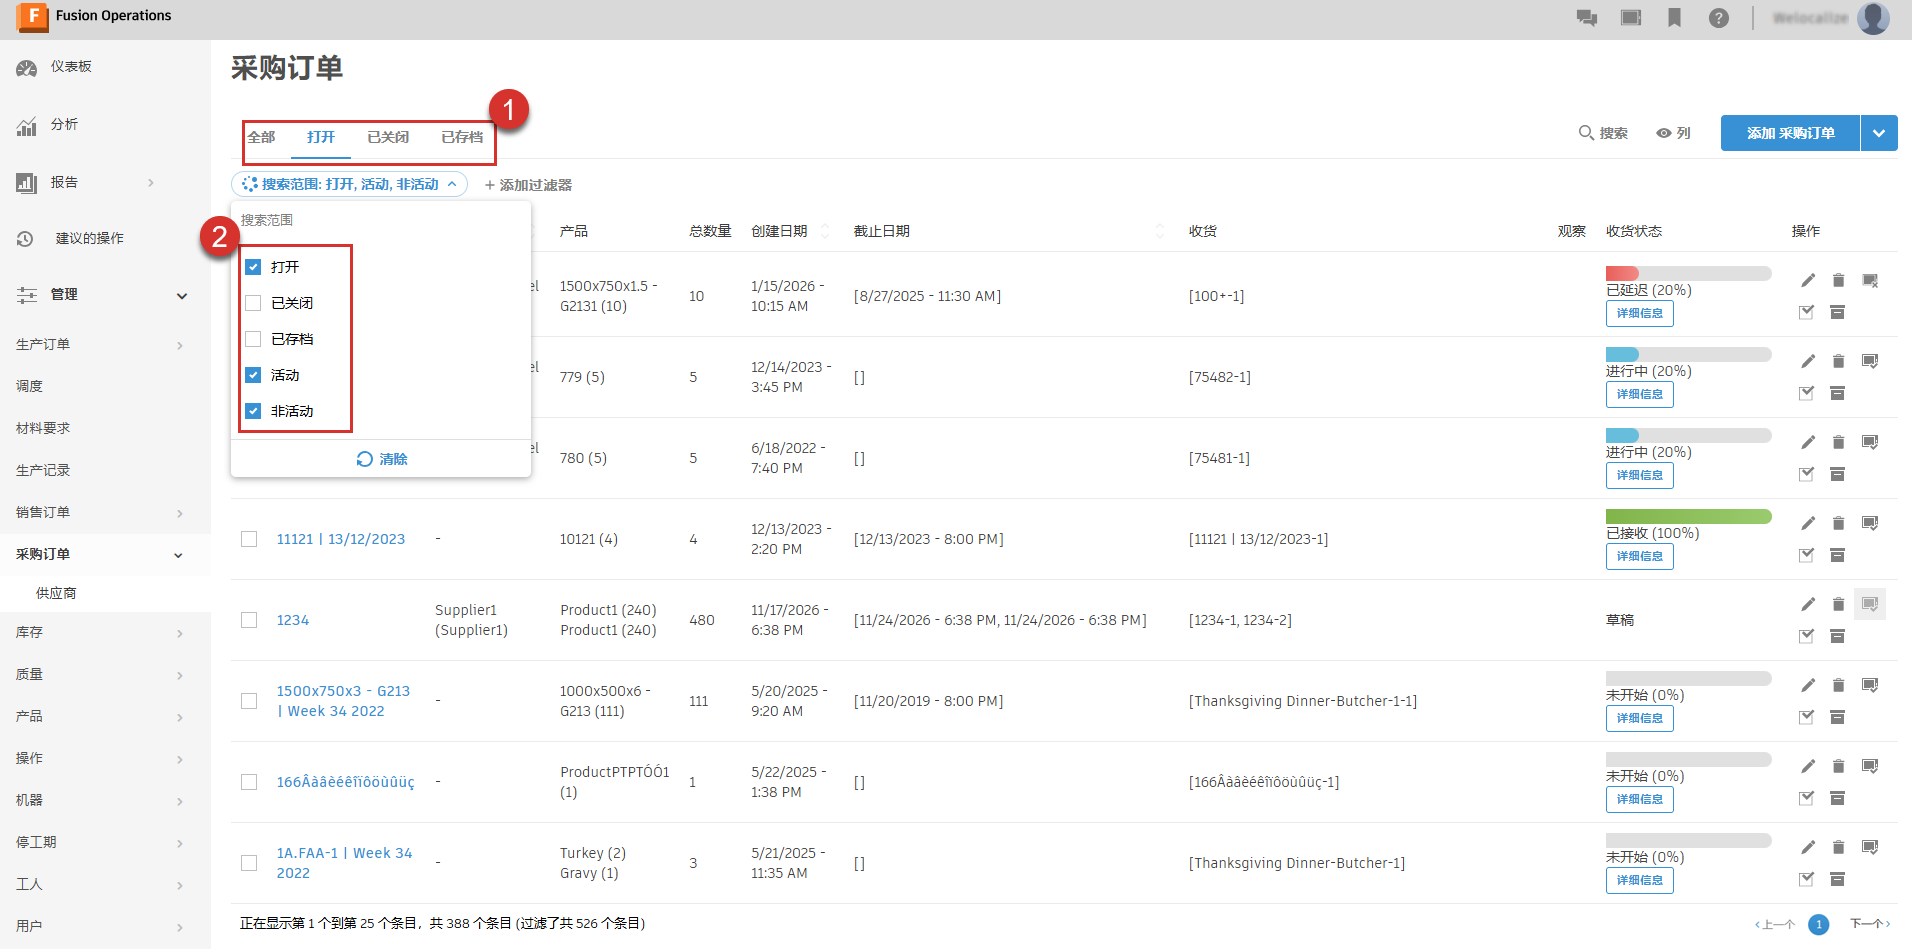 Fusion Operations
Welocalize
仪表板
分析
报告
建议的操作
管理
生产订单
调度
材料要求
生产记录
销售订单
采购订单
供应商
库存
质量
产品
操作
机器
停工期
工人
用户
采购订单
1
全部 打开 已关闭 已存档
搜索 列 添加 采购订单
搜索范围: 打开, 活动, 非活动 + 添加过滤器
2
搜索范围
打开
已关闭
已存档
活动
非活动
清除
产品 总数量 创建日期 截止日期 收货 观察 收货状态 操作
el 1500x750x1.5 - G2131 (10) 10 1/15/2026 - 10:15 AM [8/27/2025 - 11:30 AM] [100+-1] 已延迟 (20%) 详细信息
el 779 (5) 5 12/14/2023 - 3:45 PM [] [75482-1] 进行中 (20%) 详细信息
el 780 (5) 5 6/18/2022 - 7:40 PM [] [75481-1] 进行中 (20%) 详细信息
11121 | 13/12/2023 - 10121 (4) 4 12/13/2023 - 2:20 PM [12/13/2023 - 8:00 PM] [11121 | 13/12/2023-1] 已接收 (100%) 详细信息
1234 Supplier1 (Supplier1) Product1 (240) Product1 (240) 480 11/17/2026 - 6:38 PM [11/24/2026 - 6:38 PM, 11/24/2026 - 6:38 PM] [1234-1, 1234-2] 草稿
1500x750x3 - G213 | Week 34 2022 - 1000x500x6 - G213 (111) 111 5/20/2025 - 9:20 AM [11/20/2019 - 8:00 PM] [Thanksgiving Dinner-Butcher-1-1] 未开始 (0%) 详细信息
166Âàâèéêîïôöùûüç - ProductPTPTÓÓ1 (1) 1 5/22/2025 - 1:38 PM [] [166Âàâèéêîïôöùûüç-1] 未开始 (0%) 详细信息
1A.FAA-1 | Week 34 2022 - Turkey (2) Gravy (1) 3 5/21/2025 - 11:35 AM [] [Thanksgiving Dinner-Butcher-1] 未开始 (0%) 详细信息
正在显示第 1 个到第 25 个条目，共 388 个条目 (过滤了共 526 个条目)
上一个 1 下一个